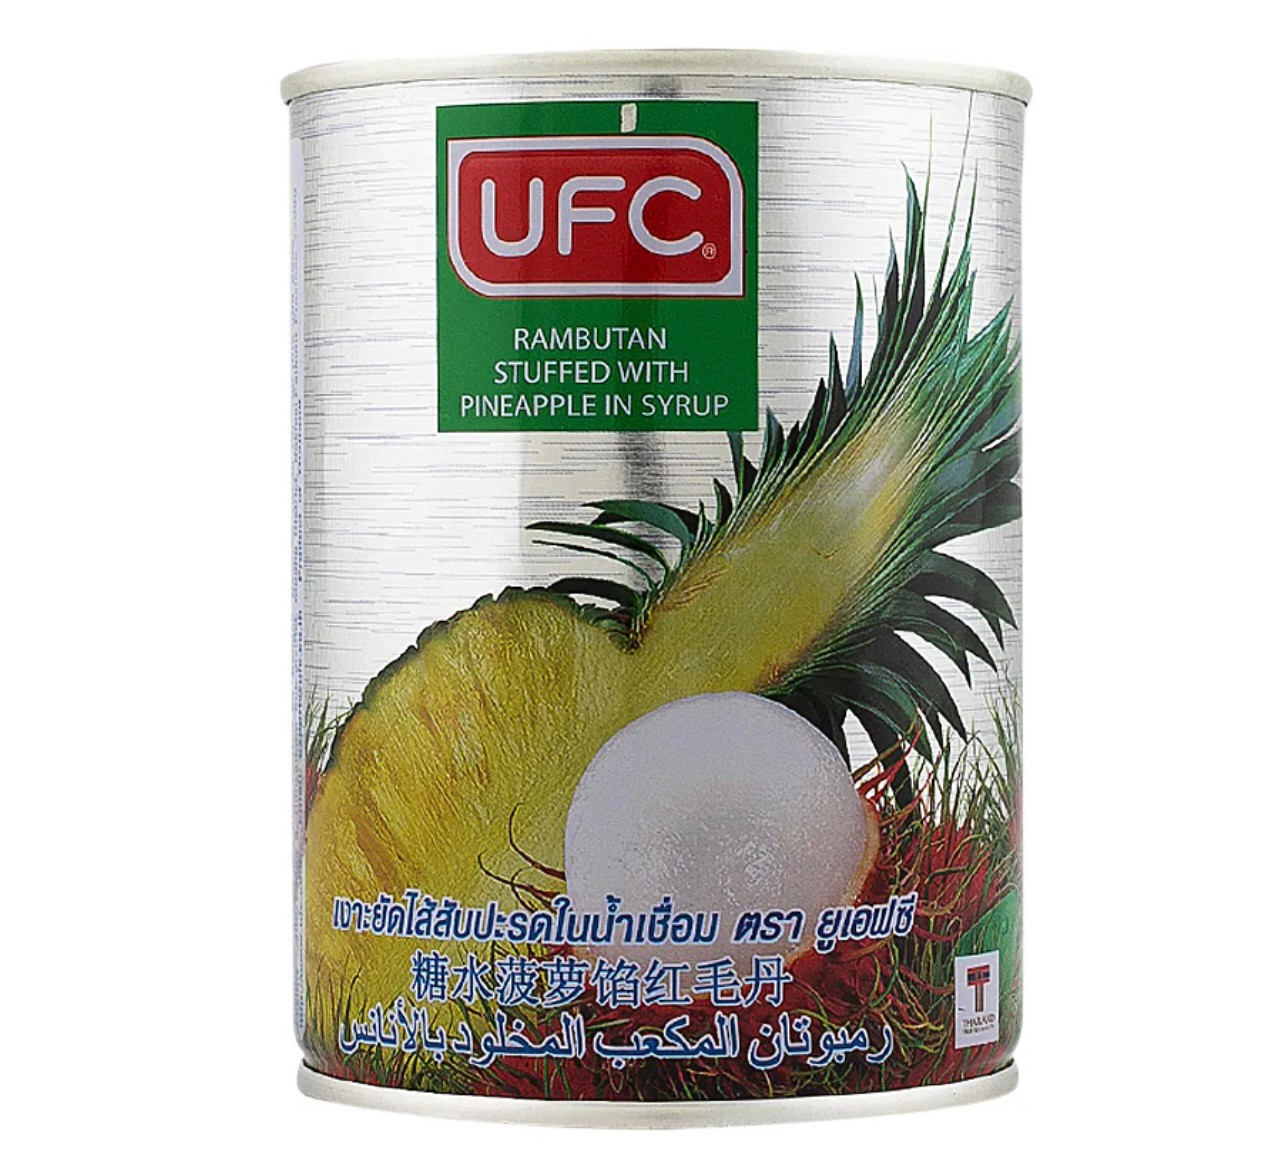 UFC®
RAMBUTAN
STUFFED WITH
PINEAPPLE IN SYRUP
เงาะยัดไส้สับปะรดในน้ำเชื่อม ตรา ยูเอฟซี
糖水菠萝馅红毛丹
رمبوتان المكعب المخلود بالأنانس
T
THAILAND